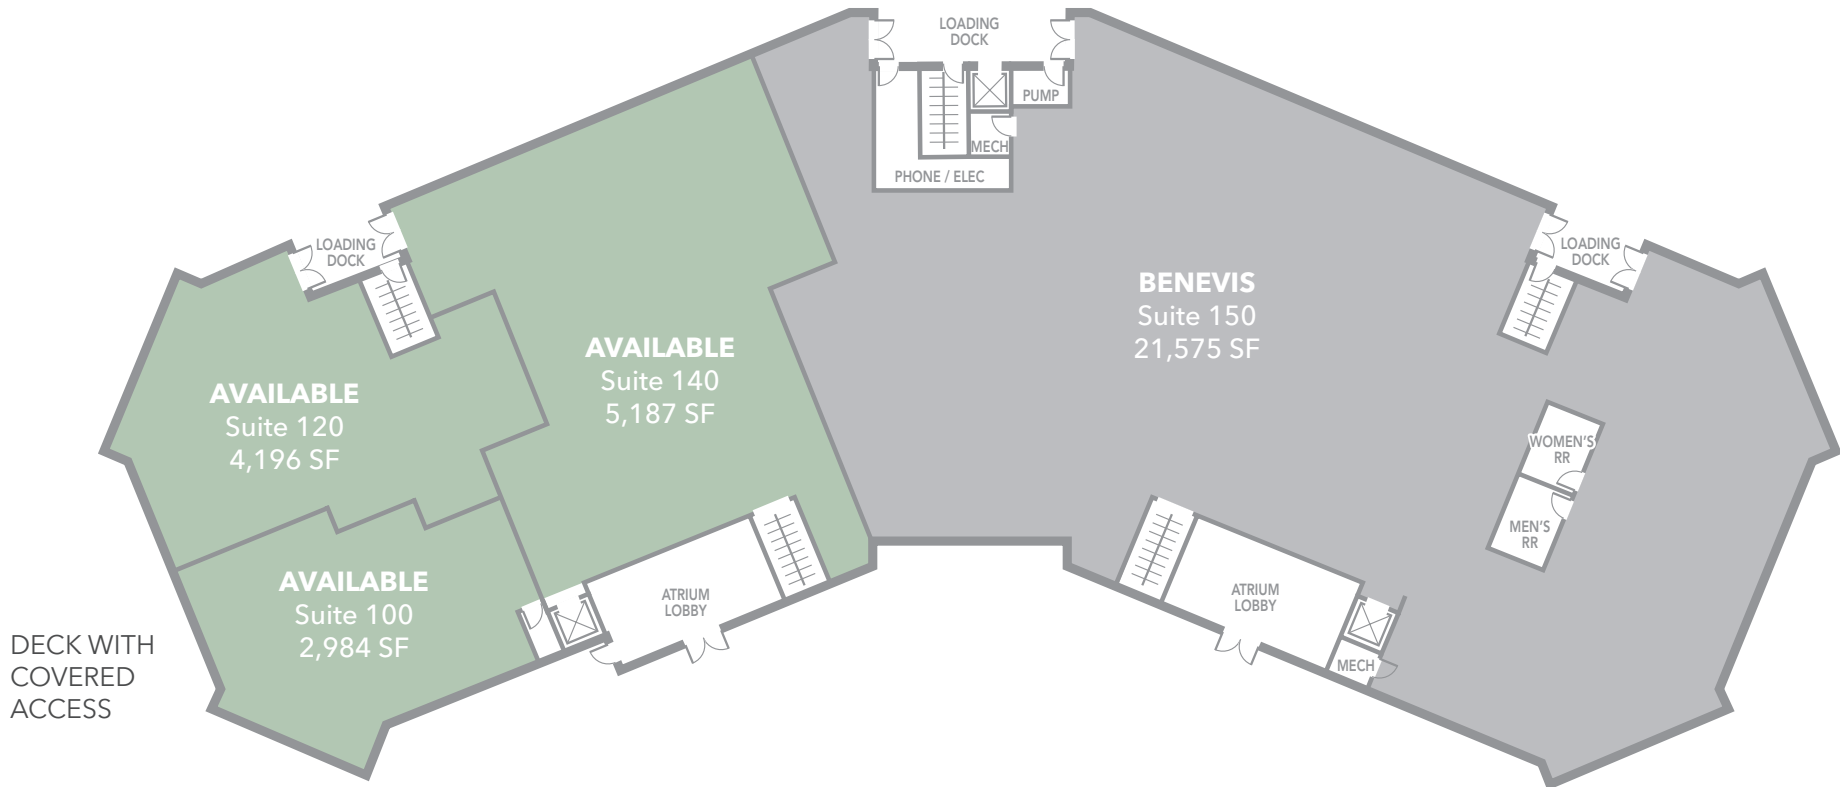 LOADING
DOCK
PUMP
MECH
PHONE / ELEC
LOADING
DOCK
LOADING
DOCK
BENEVIS
Suite 150
21,575 SF
AVAILABLE
Suite 140
5,187 SF
AVAILABLE
Suite 120
4,196 SF
WOMEN'S
RR
MEN'S
RR
AVAILABLE
Suite 100
2,984 SF
ATRIUM
LOBBY
ATRIUM
LOBBY
MECH
DECK WITH
COVERED
ACCESS